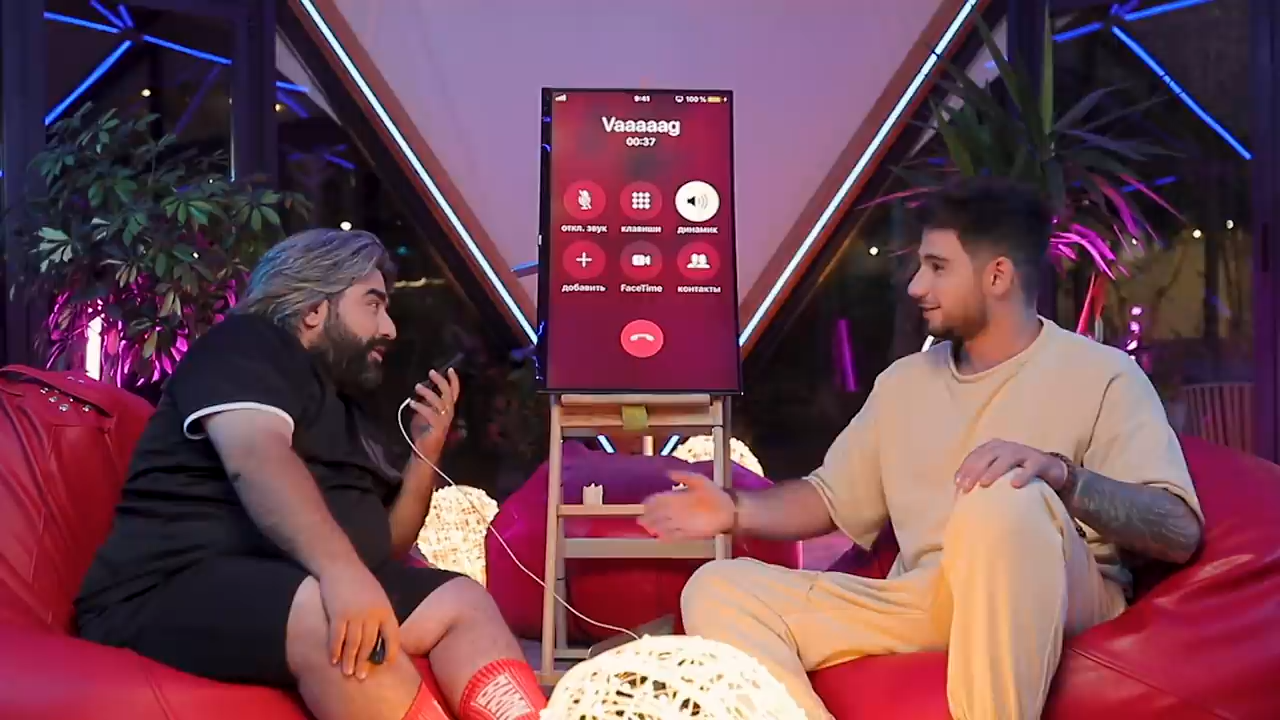 9:41
100 %
Vaaaaag
00:37
откл. звук
клавиши
динамик
добавить
FaceTime
контакты